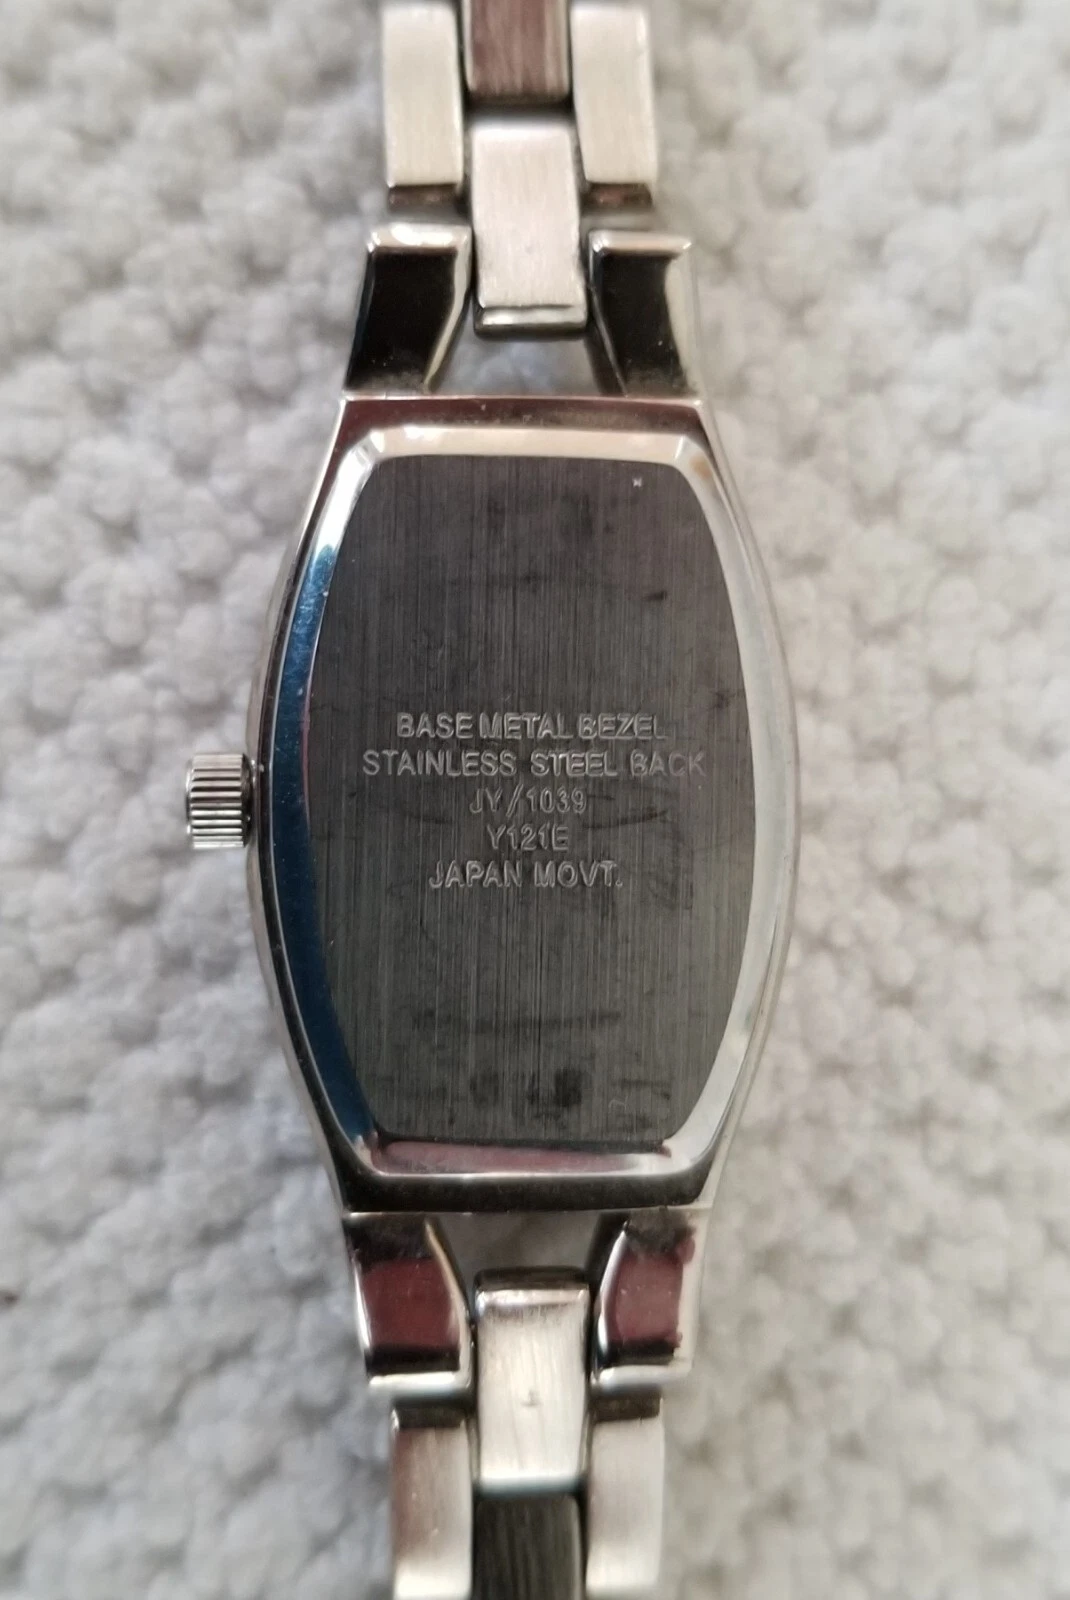 BASE METAL BEZEL
STAINLESS STEEL BACK
JY/1039
Y121E
JAPAN MOVT.